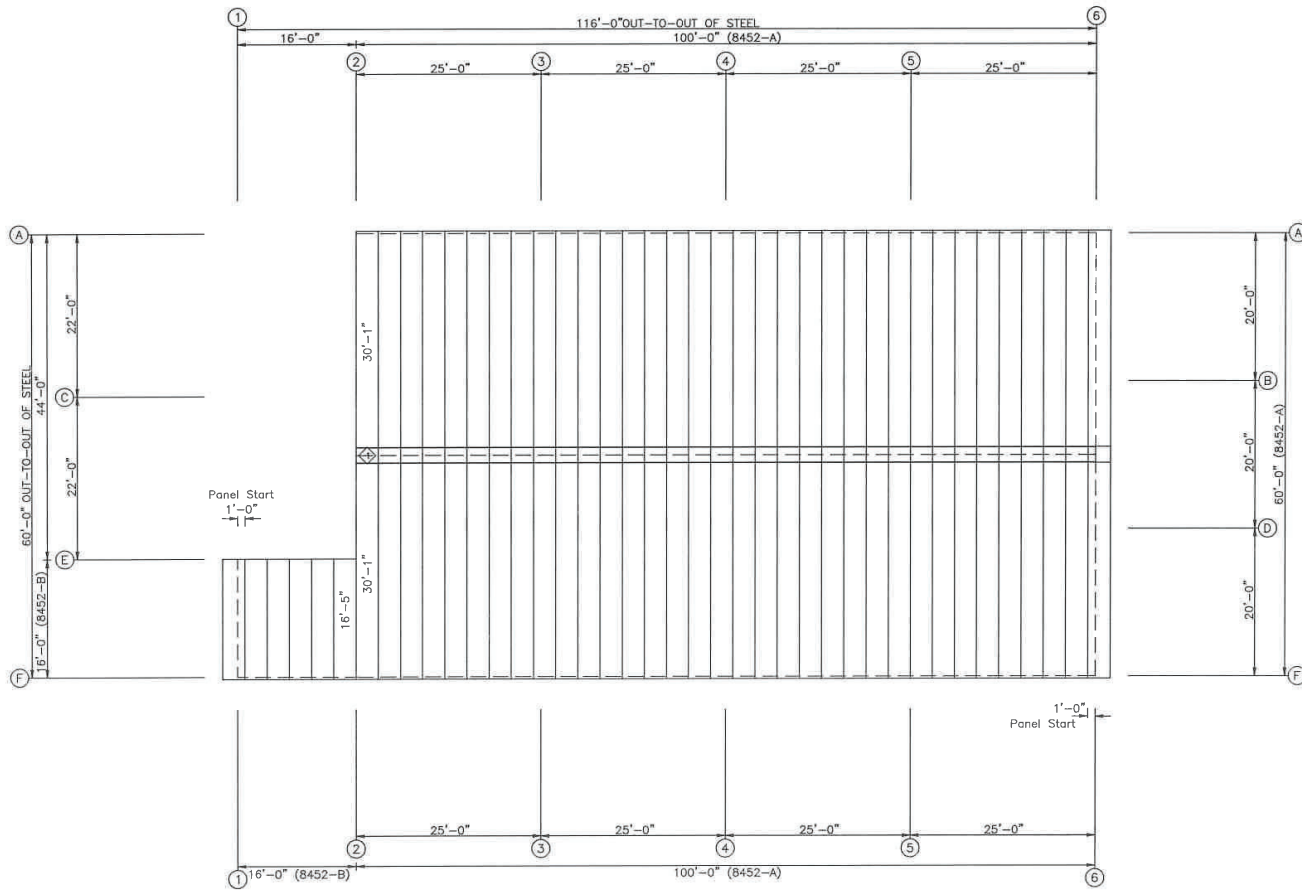 1
6
116'-0"OUT-TO-OUT OF STEEL
16'-0"
100'-0" (8452-A)
2
3
4
5
25'-0"
25'-0"
25'-0"
25'-0"
A
A
22'-0"
44'-0"
60'-0" OUT-TO-OUT OF STEEL
C
22'-0"
E
16'-0" (8452-B)
F
Panel Start
1'-0"
30'-1"
1
30'-1"
16'-5"
20'-0"
B
20'-0"
60'-0" (8452-A)
D
20'-0"
F
1'-0"
Panel Start
25'-0"
25'-0"
25'-0"
25'-0"
2
3
4
5
16'-0" (8452-B)
100'-0" (8452-A)
1
6